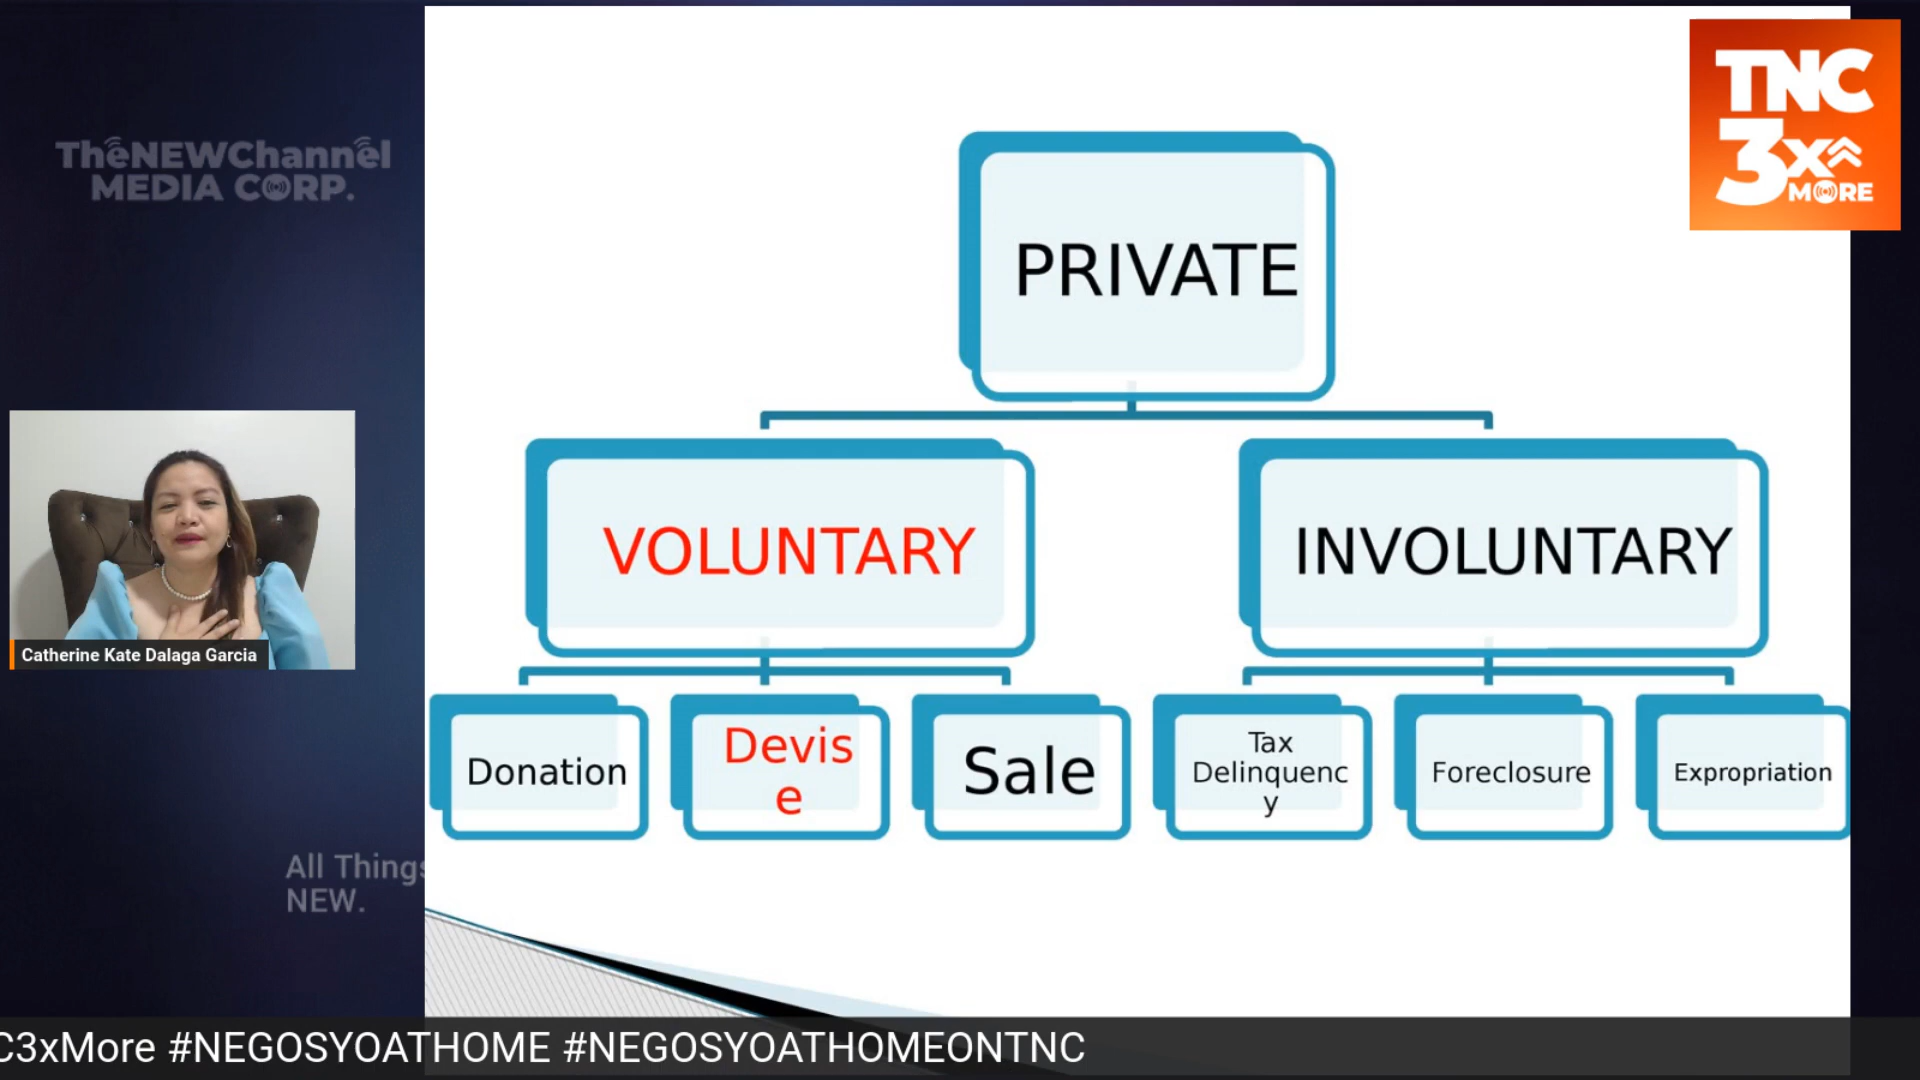 TheNEWChannel
MEDIA CORP.
TNC
3x
MORE
PRIVATE
VOLUNTARY
INVOLUNTARY
Donation
Devis
e
Sale
Tax
Delinquenc
y
Foreclosure
Expropriation
Catherine Kate Dalaga Garcia
All Things
NEW.
C3xMore #NEGOSYOATHOME #NEGOSYOATHOMEONTNC